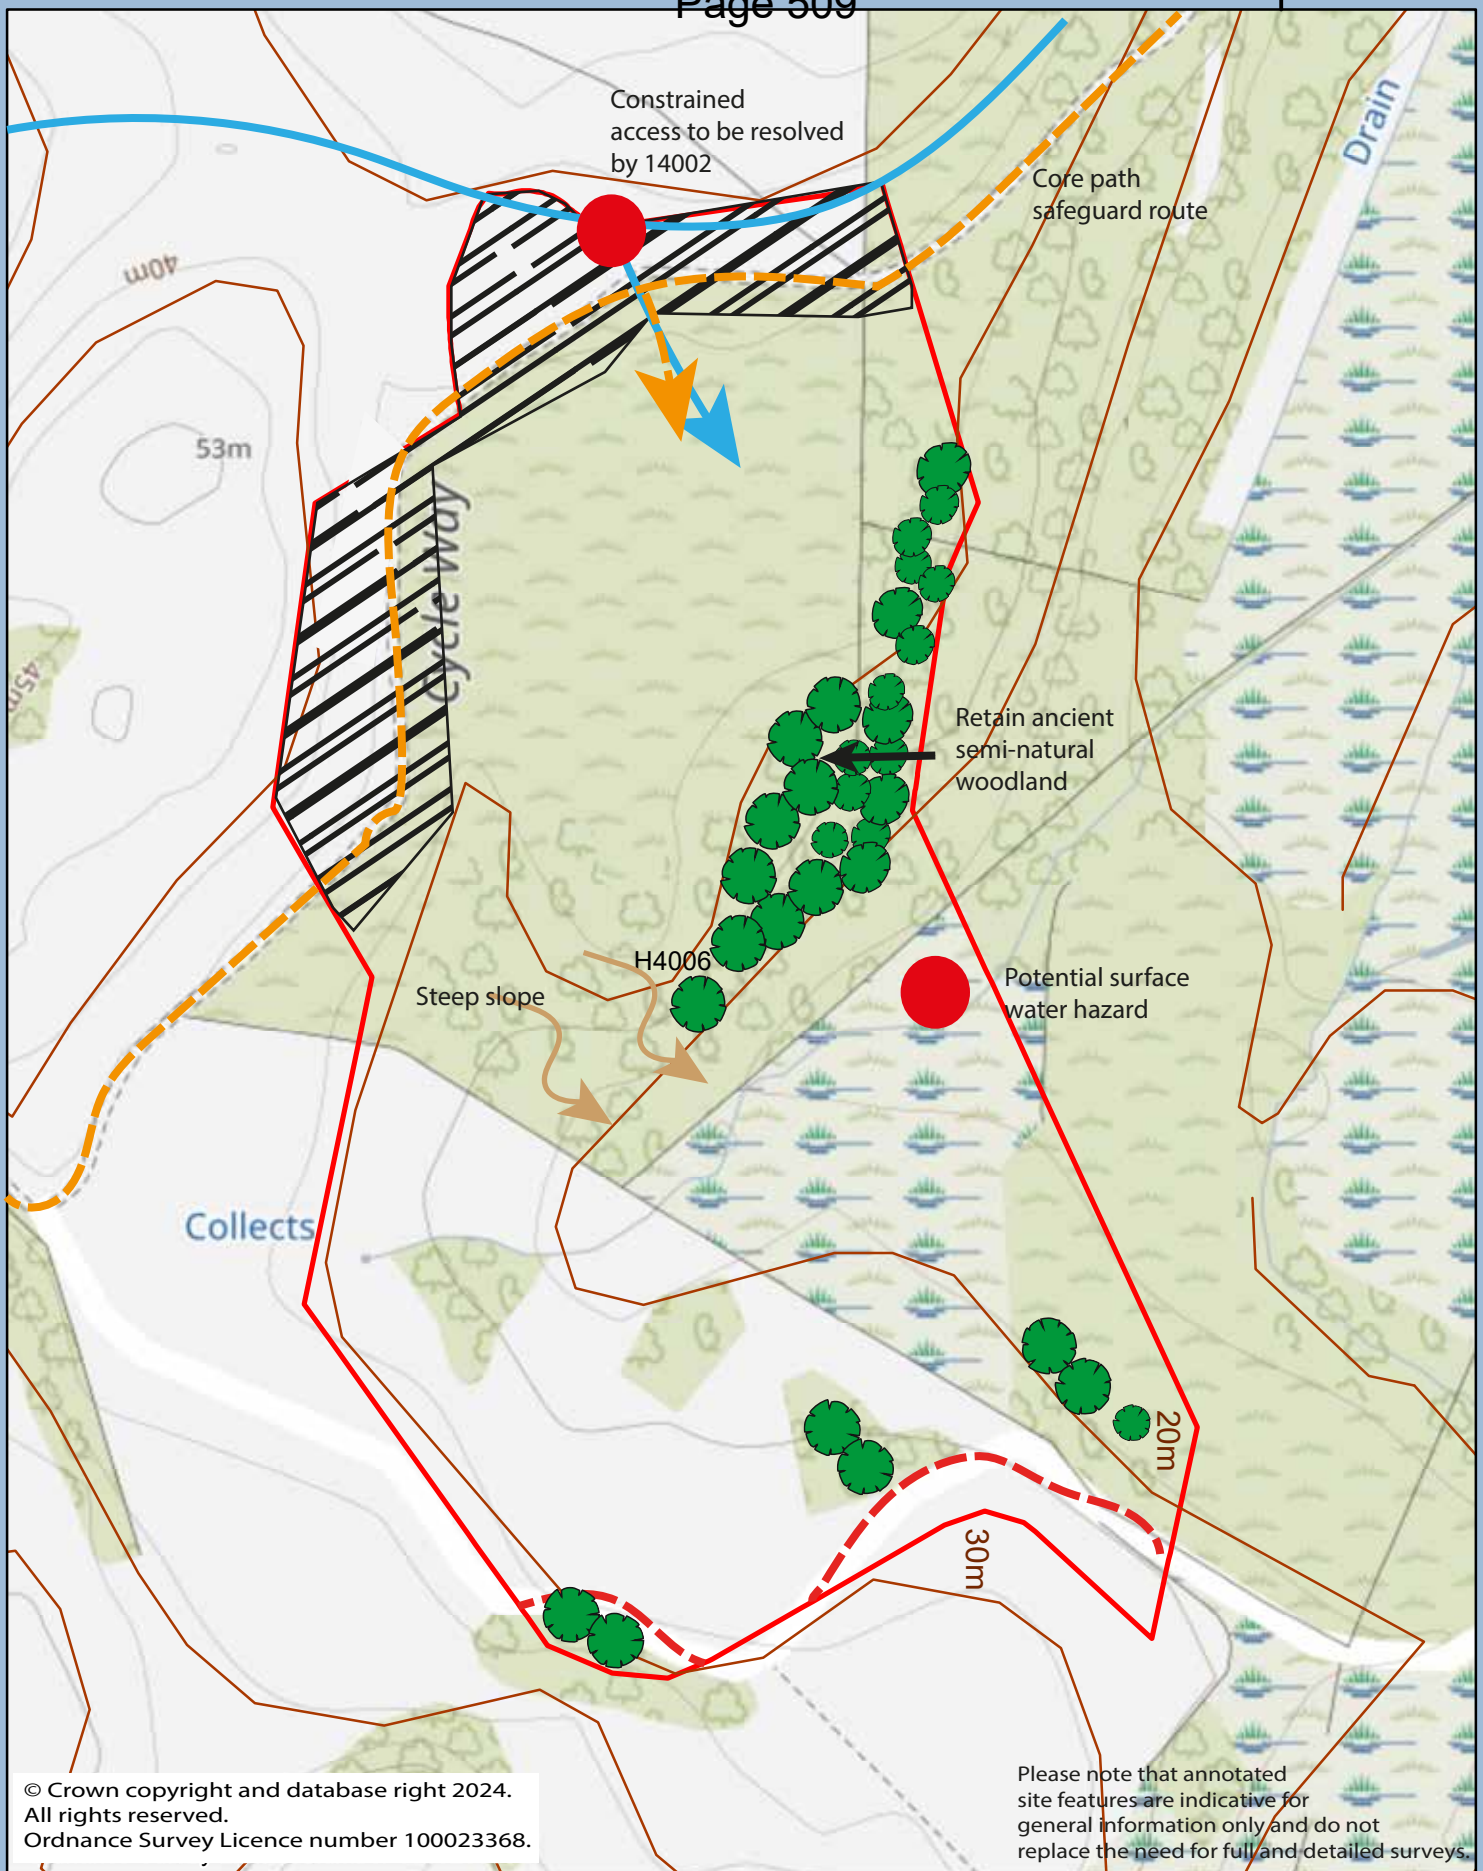 Page 509
Constrained
access to be resolved
by 14002
Drain
Core path
safeguard route
40m
53m
Cycle Way
45m
Retain ancient
semi-natural
woodland
H4006
Steep slope
Potential surface
water hazard
Collects
20m
30m
© Crown copyright and database right 2024.
All rights reserved.
Ordnance Survey Licence number 100023368.
Please note that annotated
site features are indicative for
general information only and do not
replace the need for full and detailed surveys.